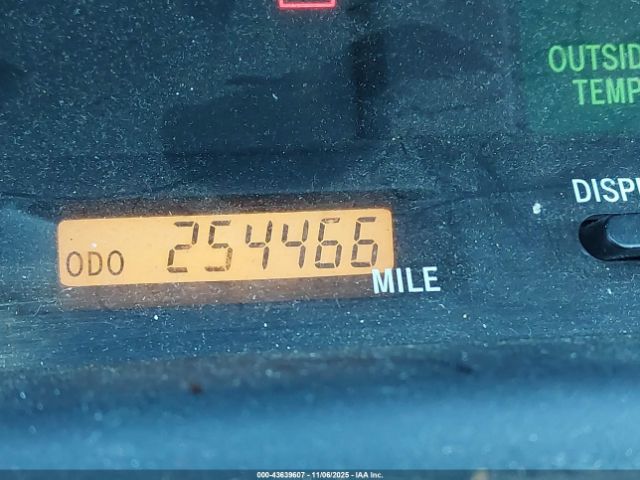 OUTSID
TEMP
DISP
ODO 254466
MILE
000-43639607 - 11/06/2025 - IAA Inc.